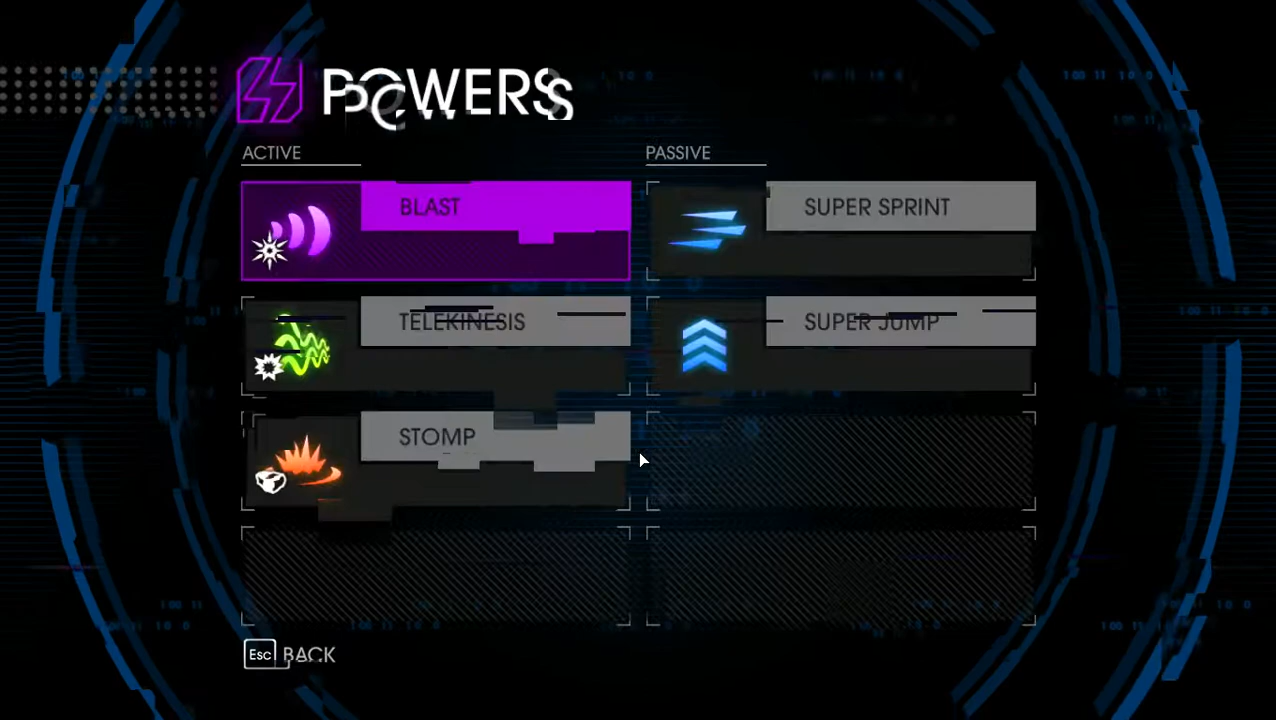 POWERS
ACTIVE
PASSIVE
BLAST
SUPER SPRINT
TELEKINESIS
SUPER JUMP
STOMP
Esc BACK